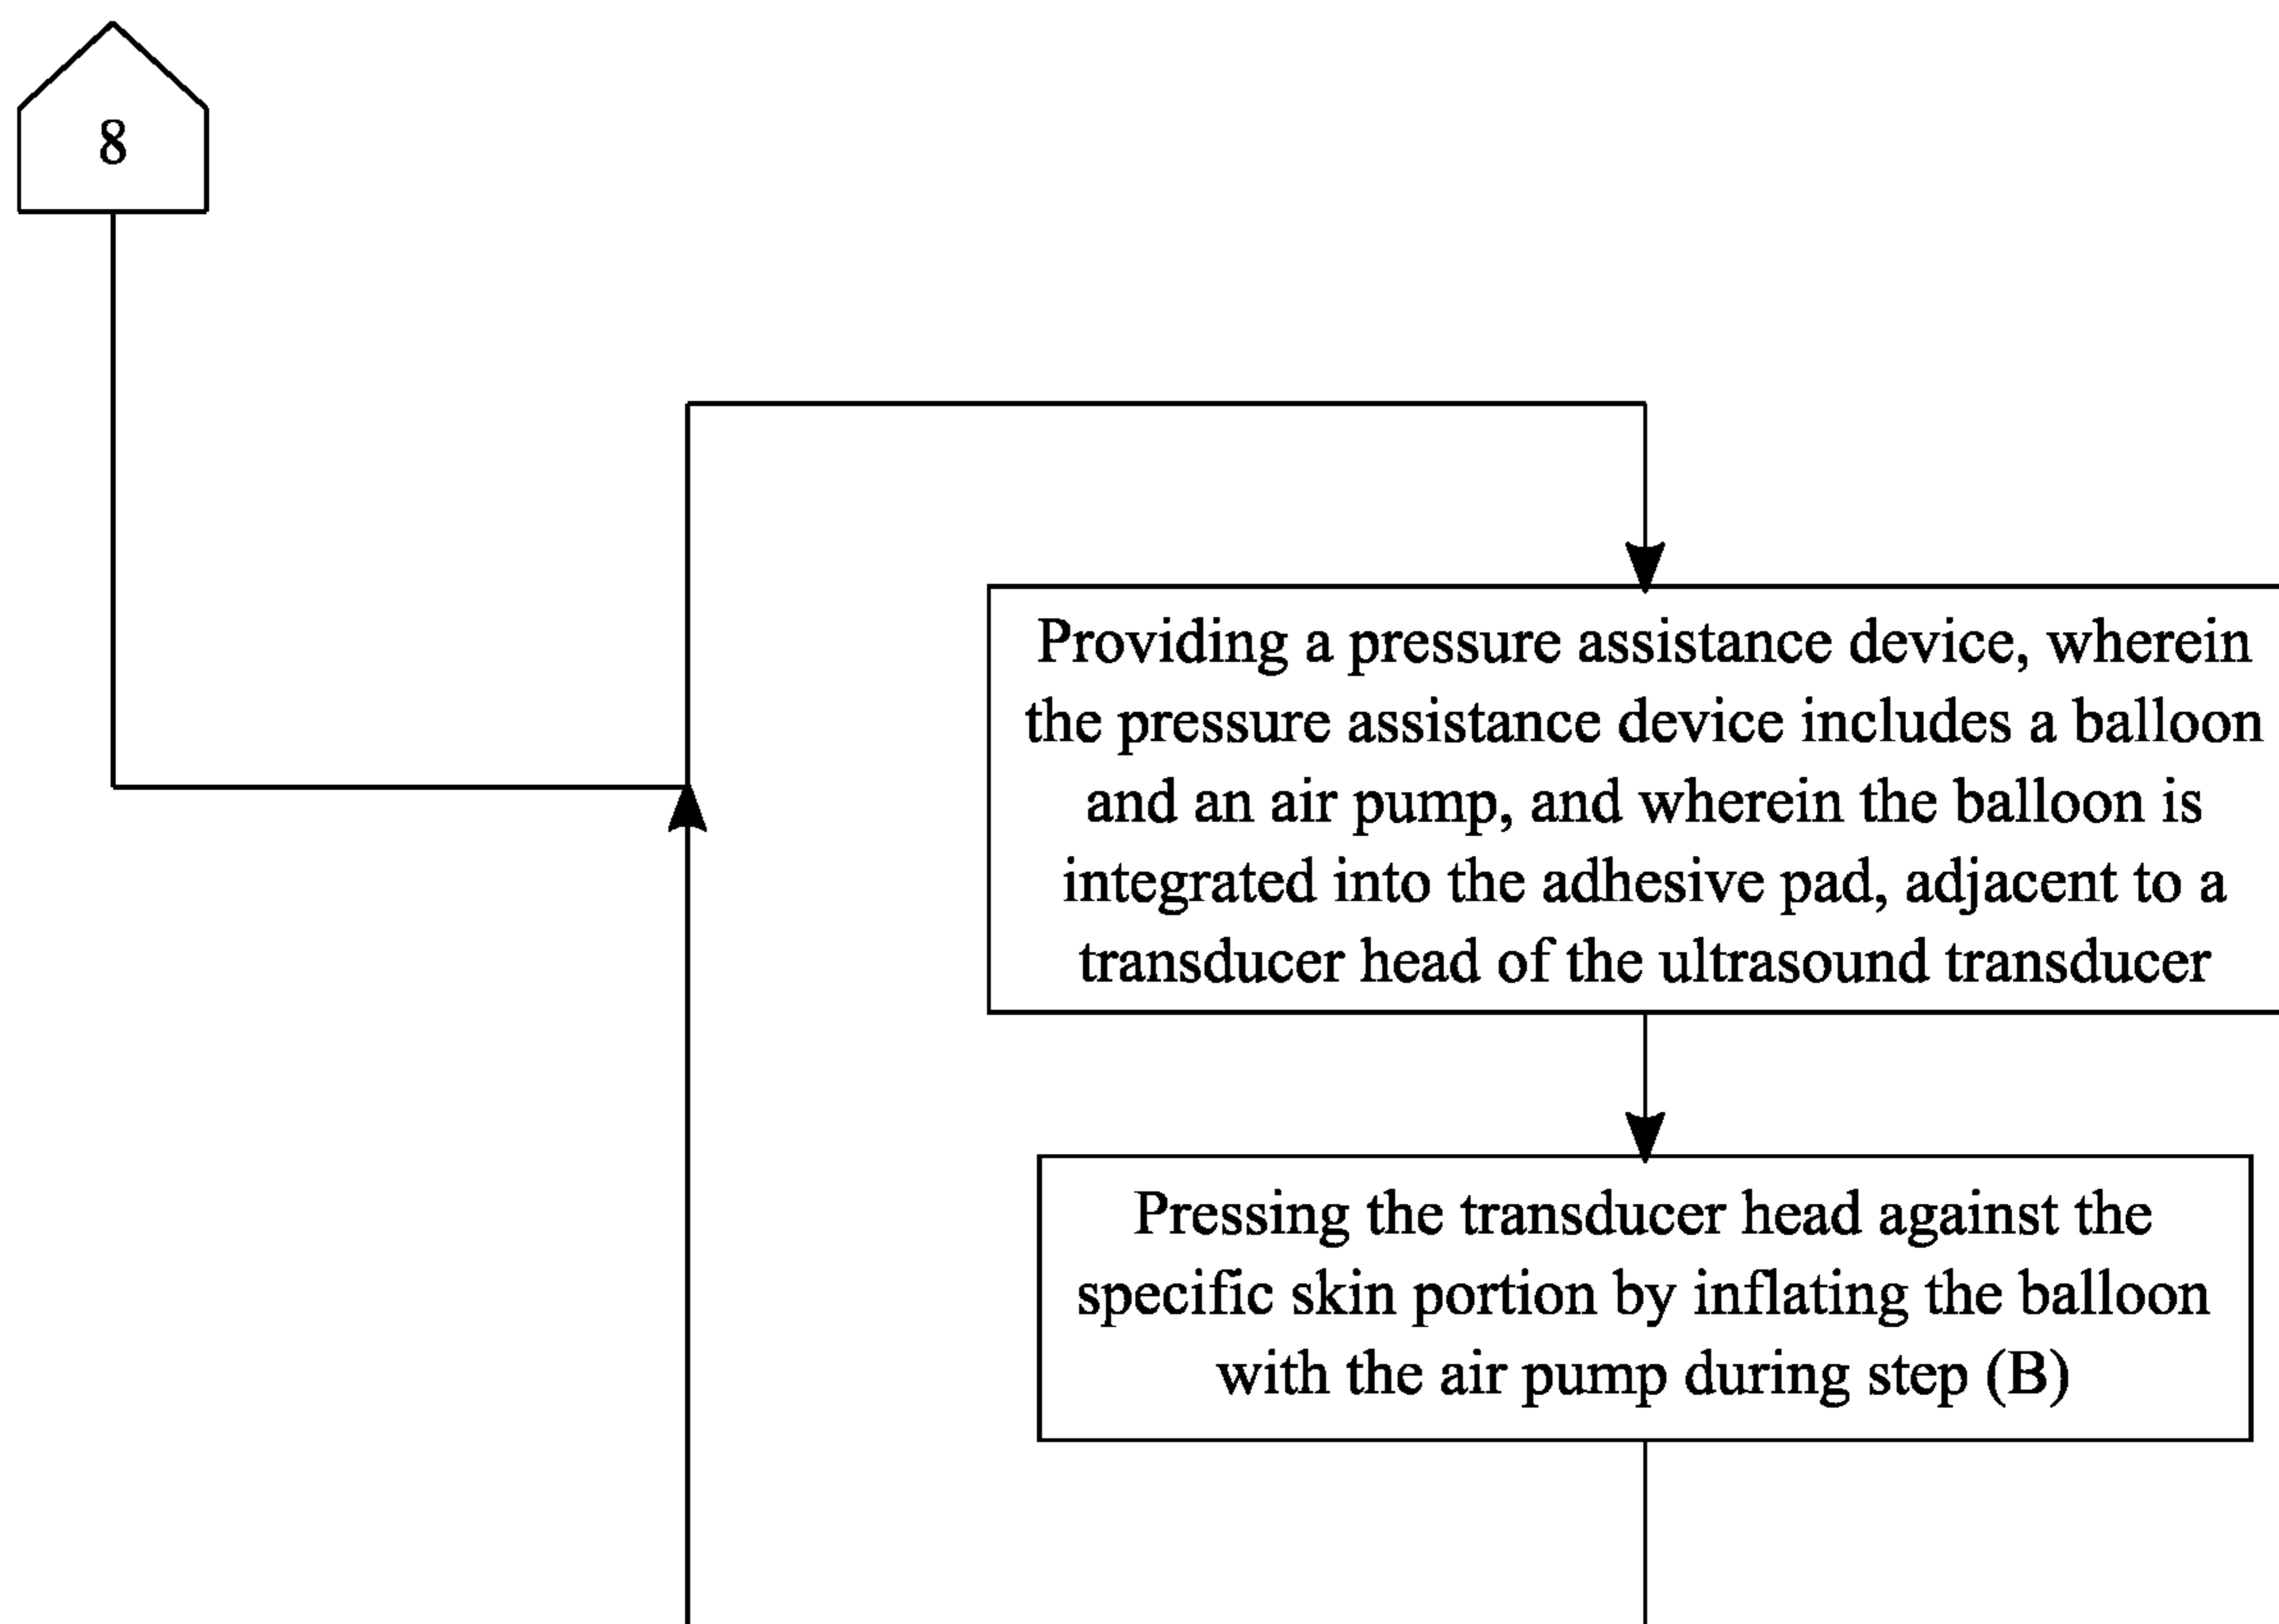 8
Providing a pressure assistance device, wherein
the pressure assistance device includes a balloon
and an air pump, and wherein the balloon is
integrated into the adhesive pad, adjacent to a
transducer head of the ultrasound transducer
Pressing the transducer head against the
specific skin portion by inflating the balloon
with the air pump during step (B)